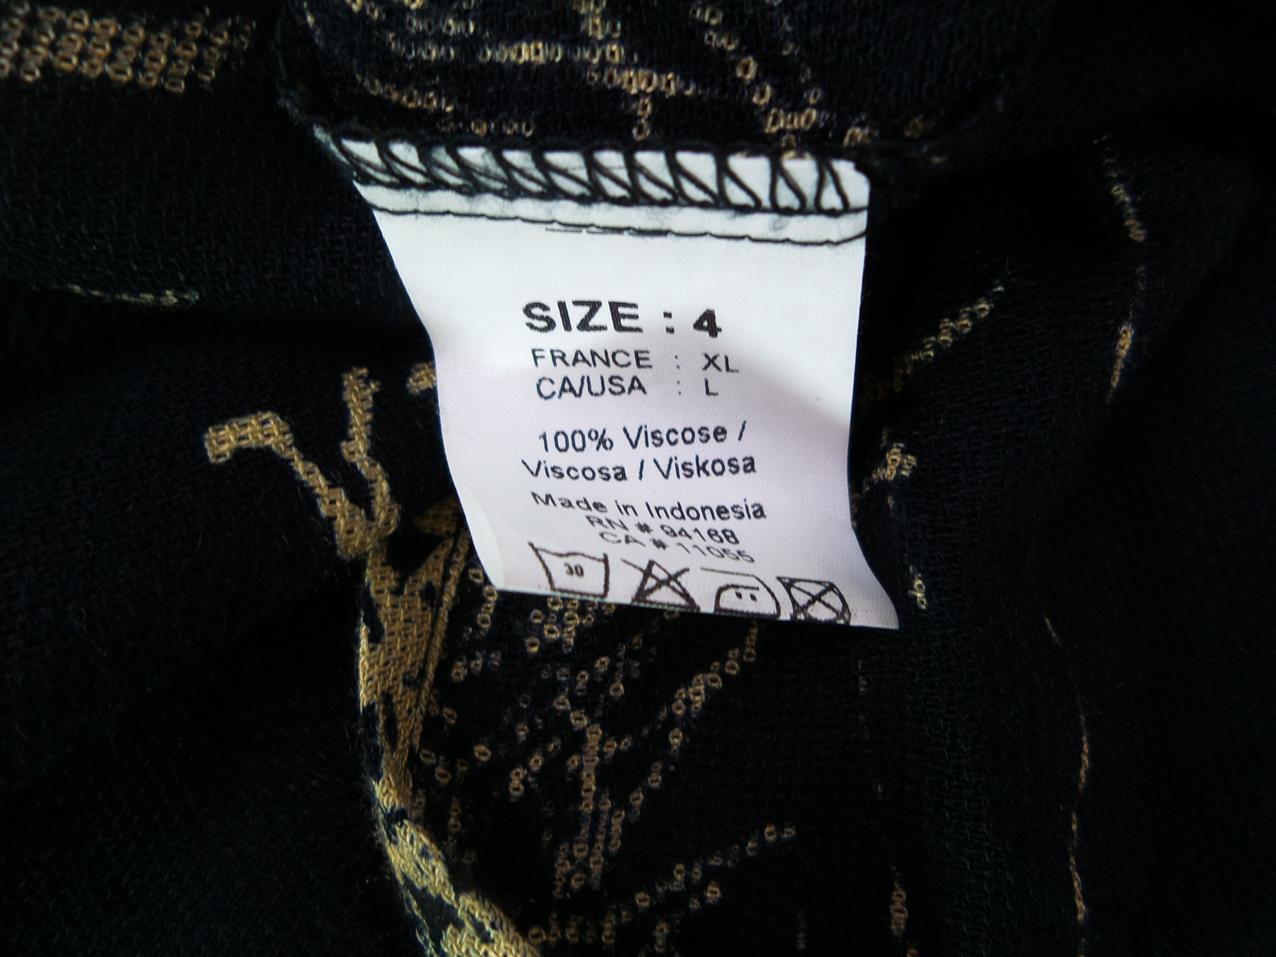 SIZE : 4
FRANCE : XL
CA/USA : L
100% Viscose /
Viscosa / Viskosa
Made in Indonesia
RN # 94168
CA # 11055
30